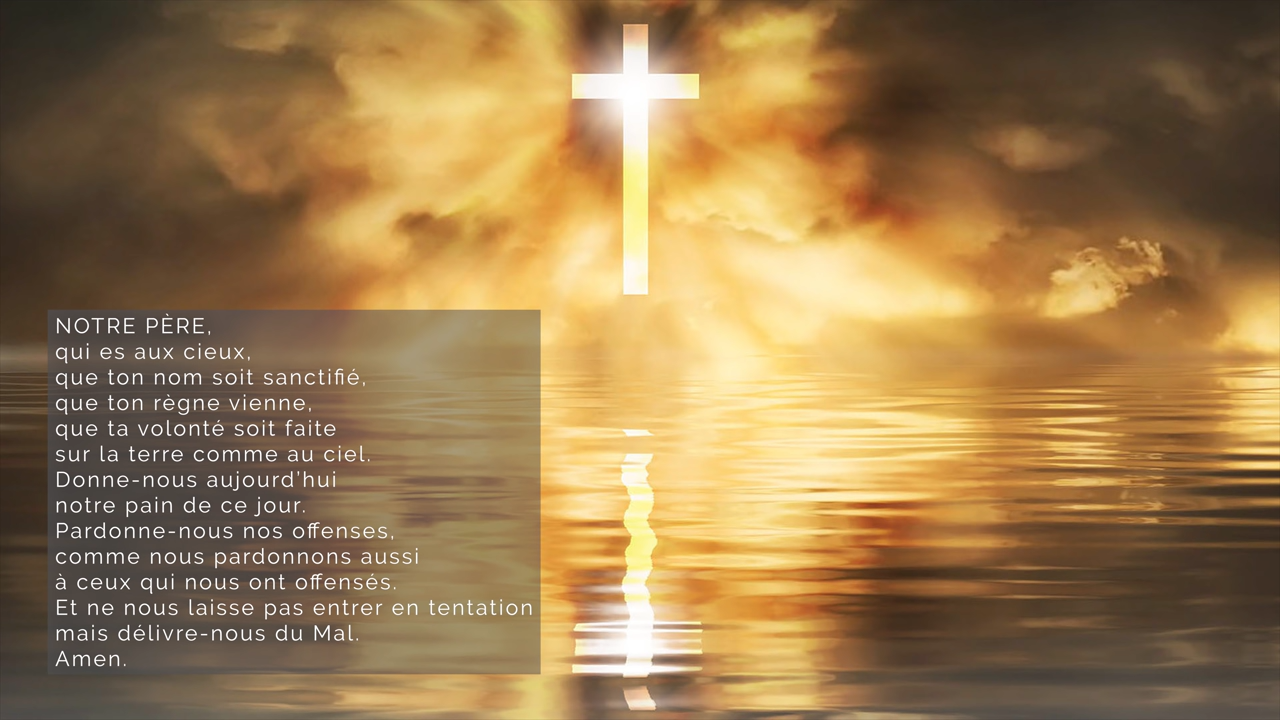 NOTRE PÈRE,
qui es aux cieux,
que ton nom soit sanctifié,
que ton règne vienne,
que ta volonté soit faite
sur la terre comme au ciel.
Donne-nous aujourd’hui
notre pain de ce jour.
Pardonne-nous nos offenses,
comme nous pardonnons aussi
à ceux qui nous ont offensés.
Et ne nous laisse pas entrer en tentation
mais délivre-nous du Mal.
Amen.